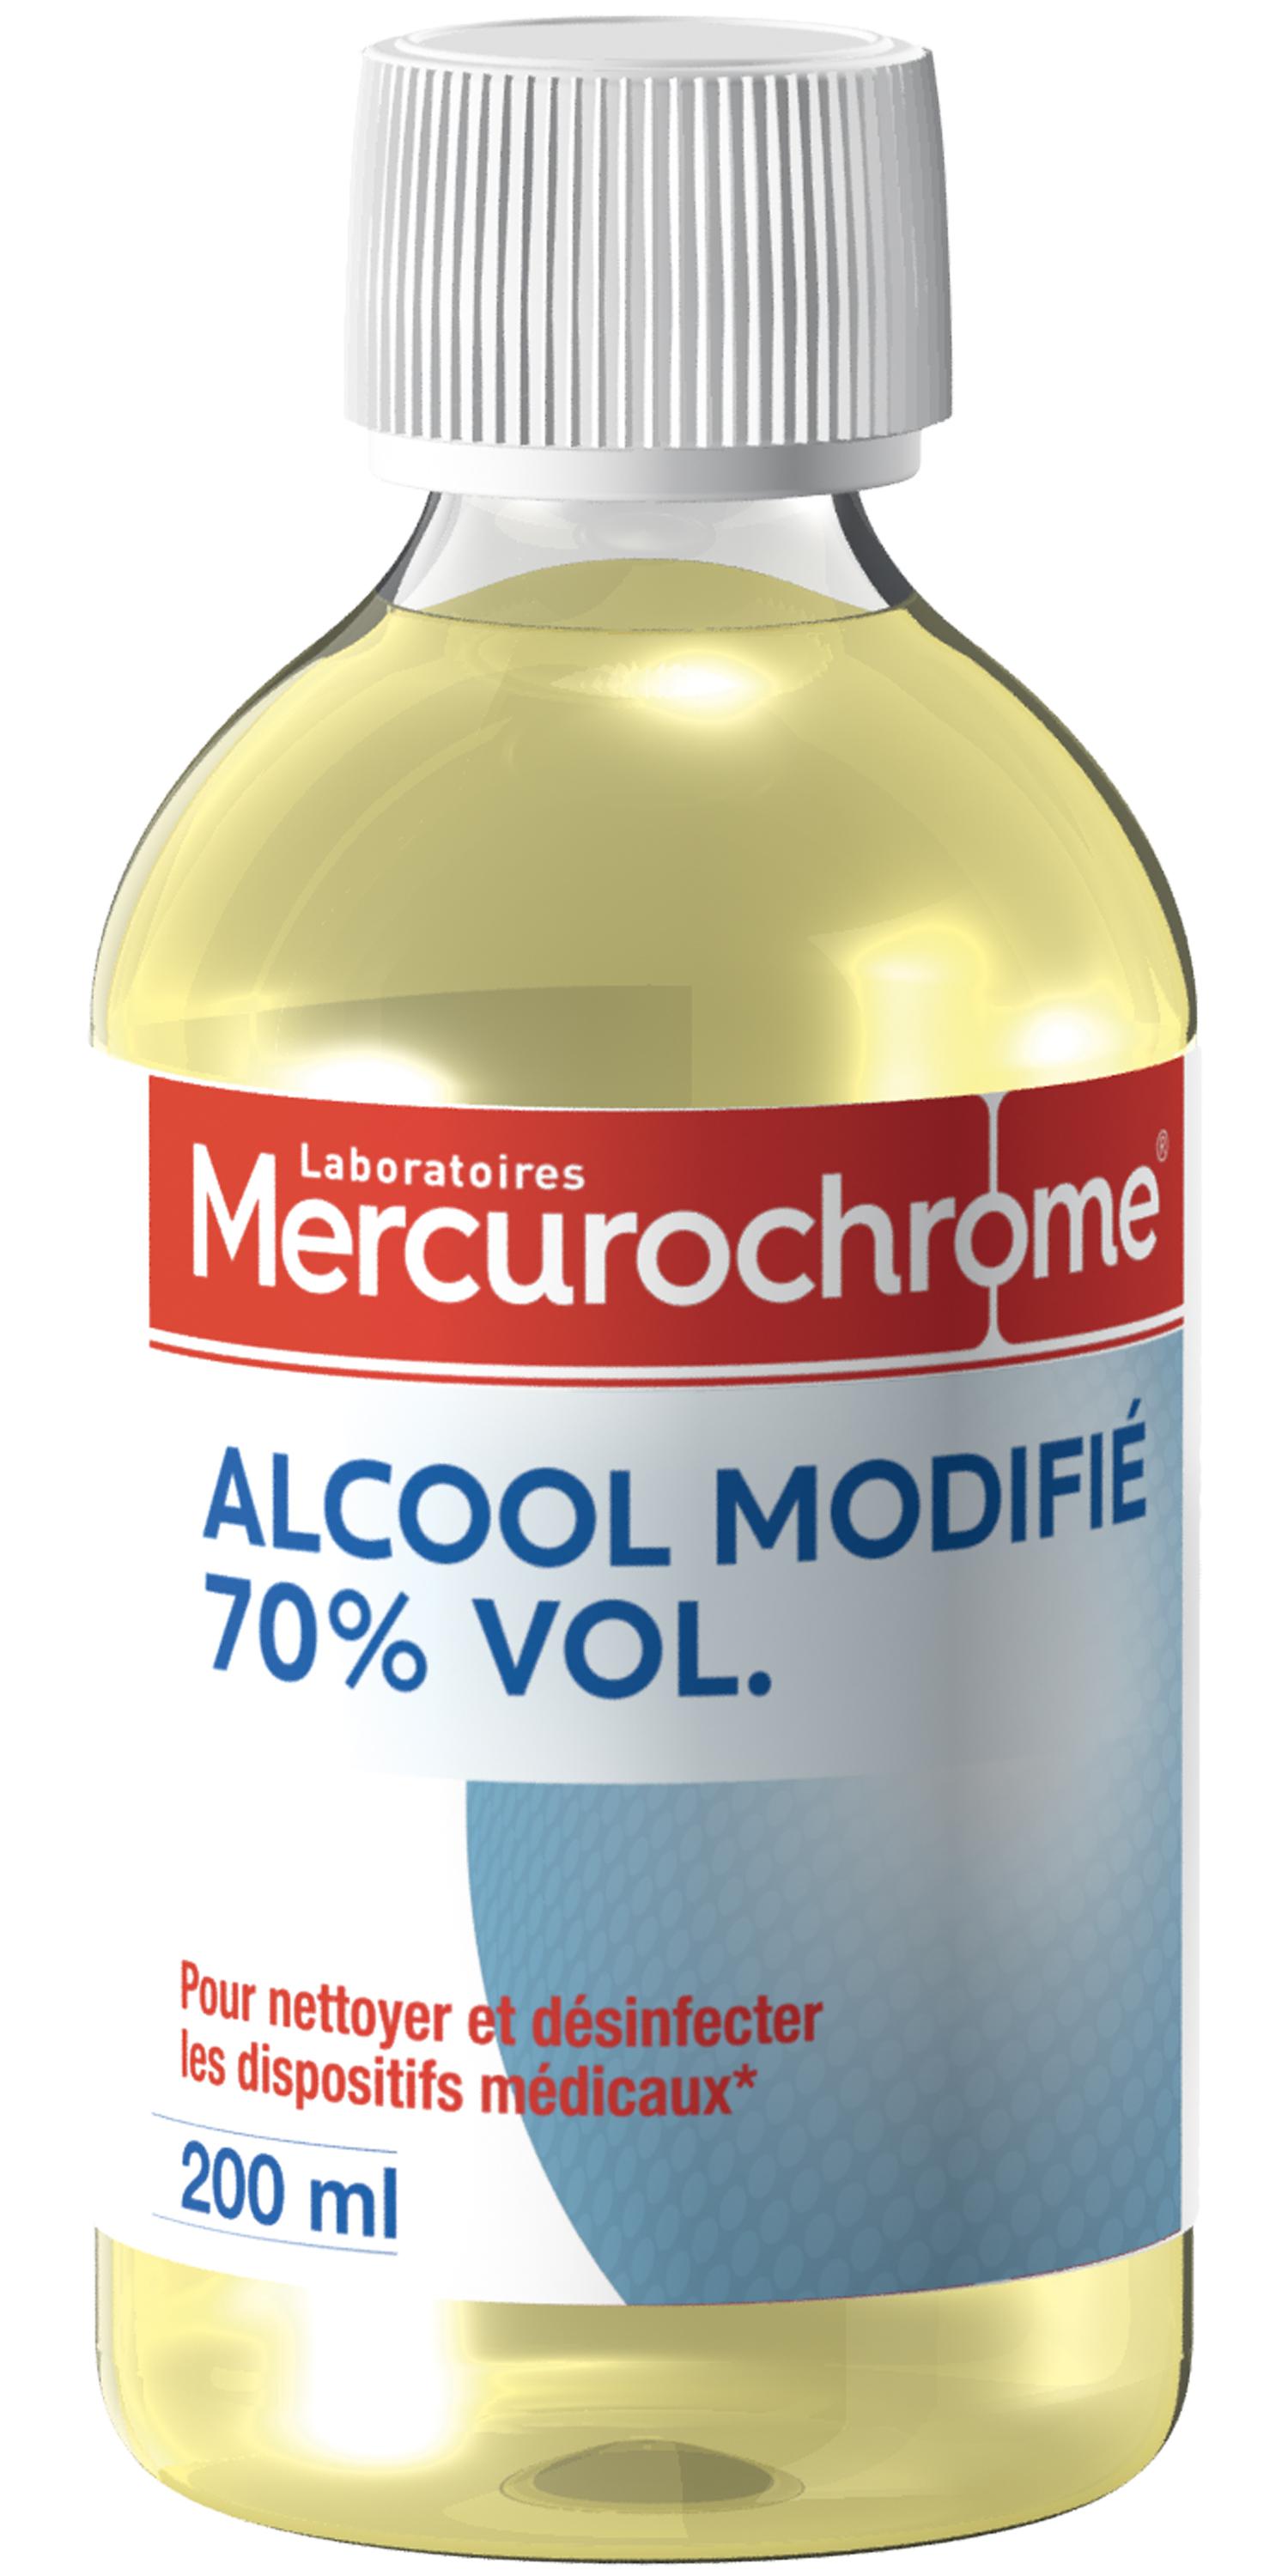 Laboratoires
Mercurochrome®
ALCOOL MODIFIÉ
70% VOL.
Pour nettoyer et désinfecter
les dispositifs médicaux*
200 ml